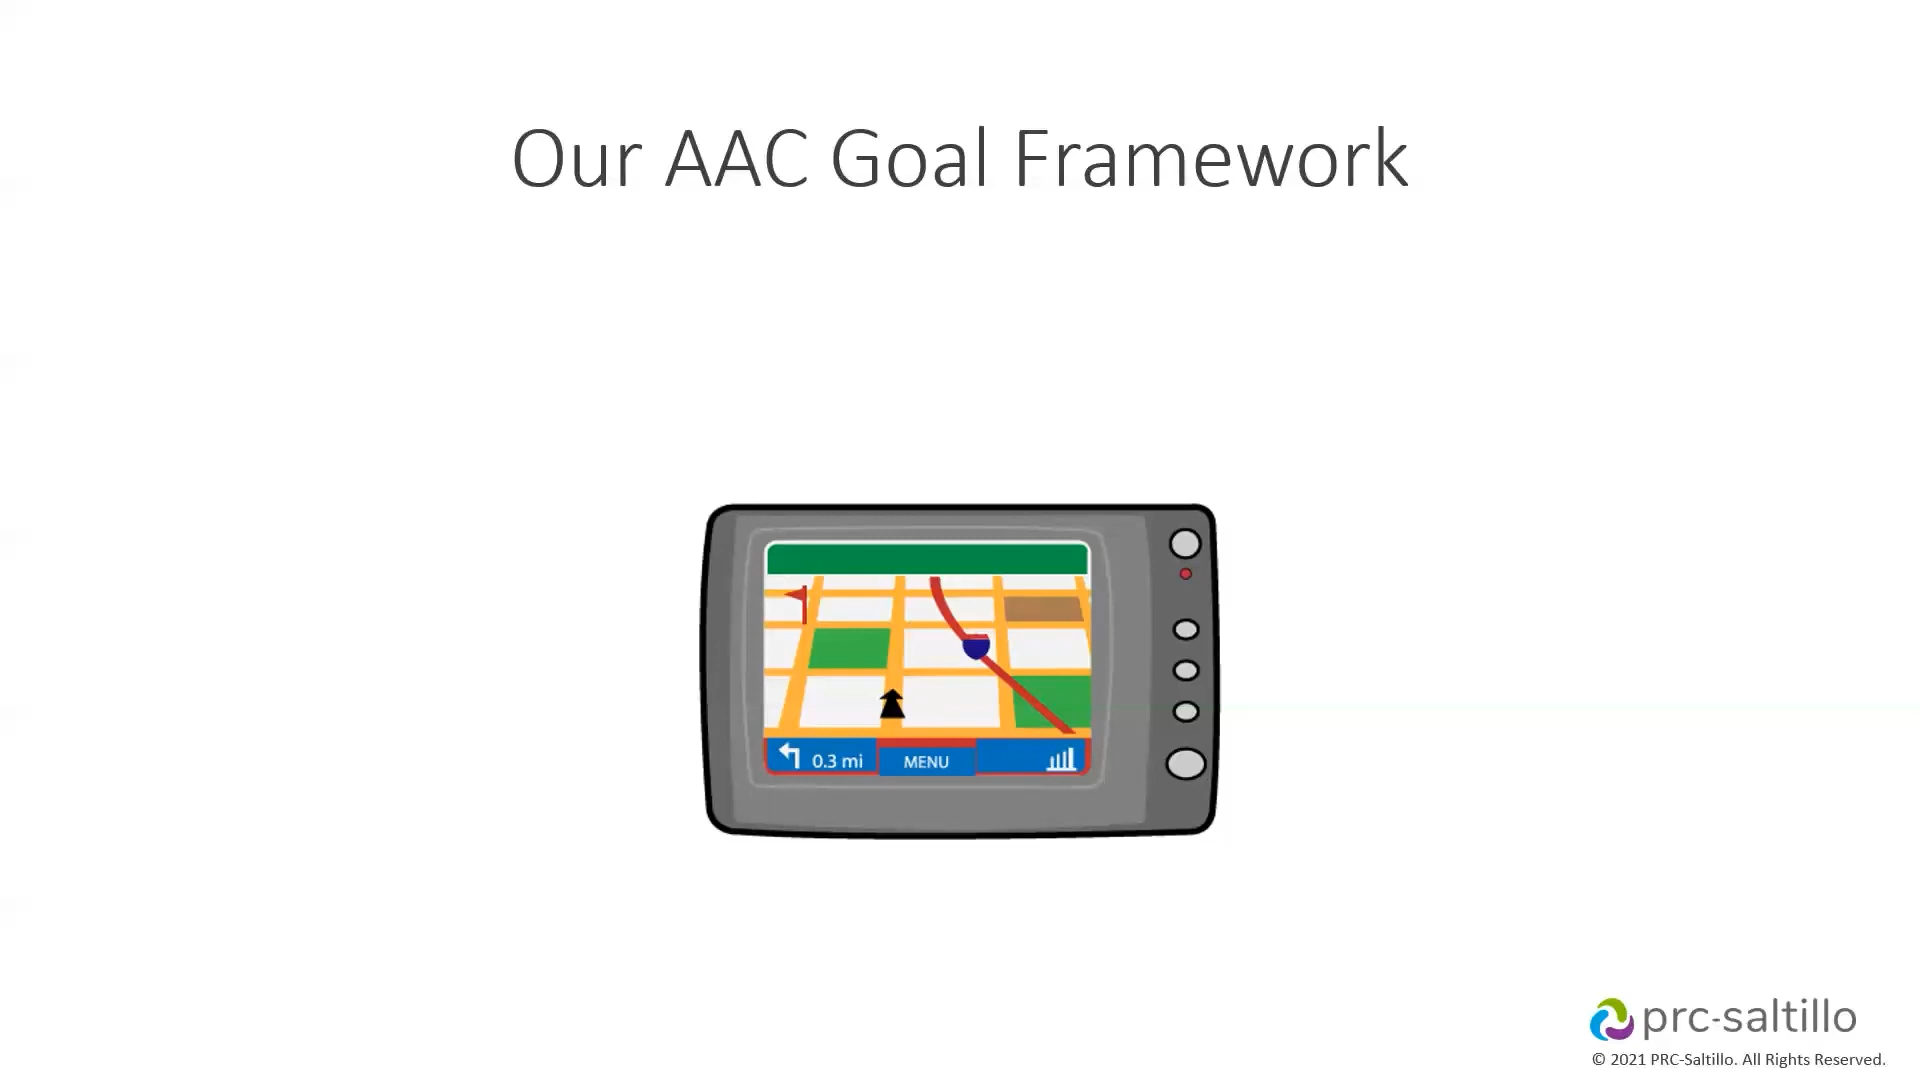 Our AAC Goal Framework
0.3 mi
MENU
prc-saltillo
© 2021 PRC-Saltillo. All Rights Reserved.